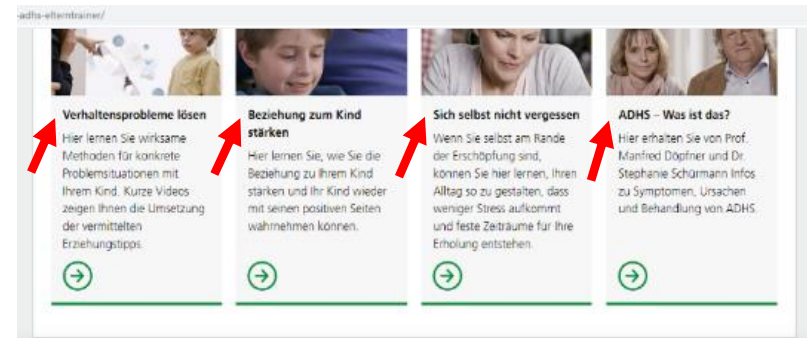 -adhs-elterntrainer/
Verhaltensprobleme lösen
Hier lernen Sie wirksame
Methoden für konkrete
Problemsituationen mit
Ihrem Kind. Kurze Videos
zeigen Ihnen die Umsetzung
der vermittelten
Erziehungstipps.
Beziehung zum Kind
stärken
Hier lernen Sie, wie Sie die
Beziehung zu Ihrem Kind
stärken und Ihr Kind wieder
mit seinen positiven Seiten
wahrnehmen können.
Sich selbst nicht vergessen
Wenn Sie selbst am Rande
der Erschöpfung sind,
können Sie hier lernen, Ihren
Alltag so zu gestalten, dass
weniger Stress aufkommt
und feste Zeiträume für Ihre
Erholung entstehen.
ADHS – Was ist das?
Hier erhalten Sie von Prof.
Manfred Döpfner und Dr.
Stephanie Schürmann Infos
zu Symptomen, Ursachen
und Behandlung von ADHS.